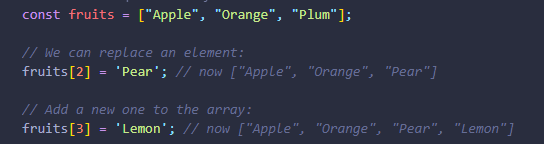 const fruits = ["Apple", "Orange", "Plum"];
// We can replace an element:
fruits[2] = 'Pear'; // now ["Apple", "Orange", "Pear"]
// Add a new one to the array:
fruits[3] = 'Lemon'; // now ["Apple", "Orange", "Pear", "Lemon"]